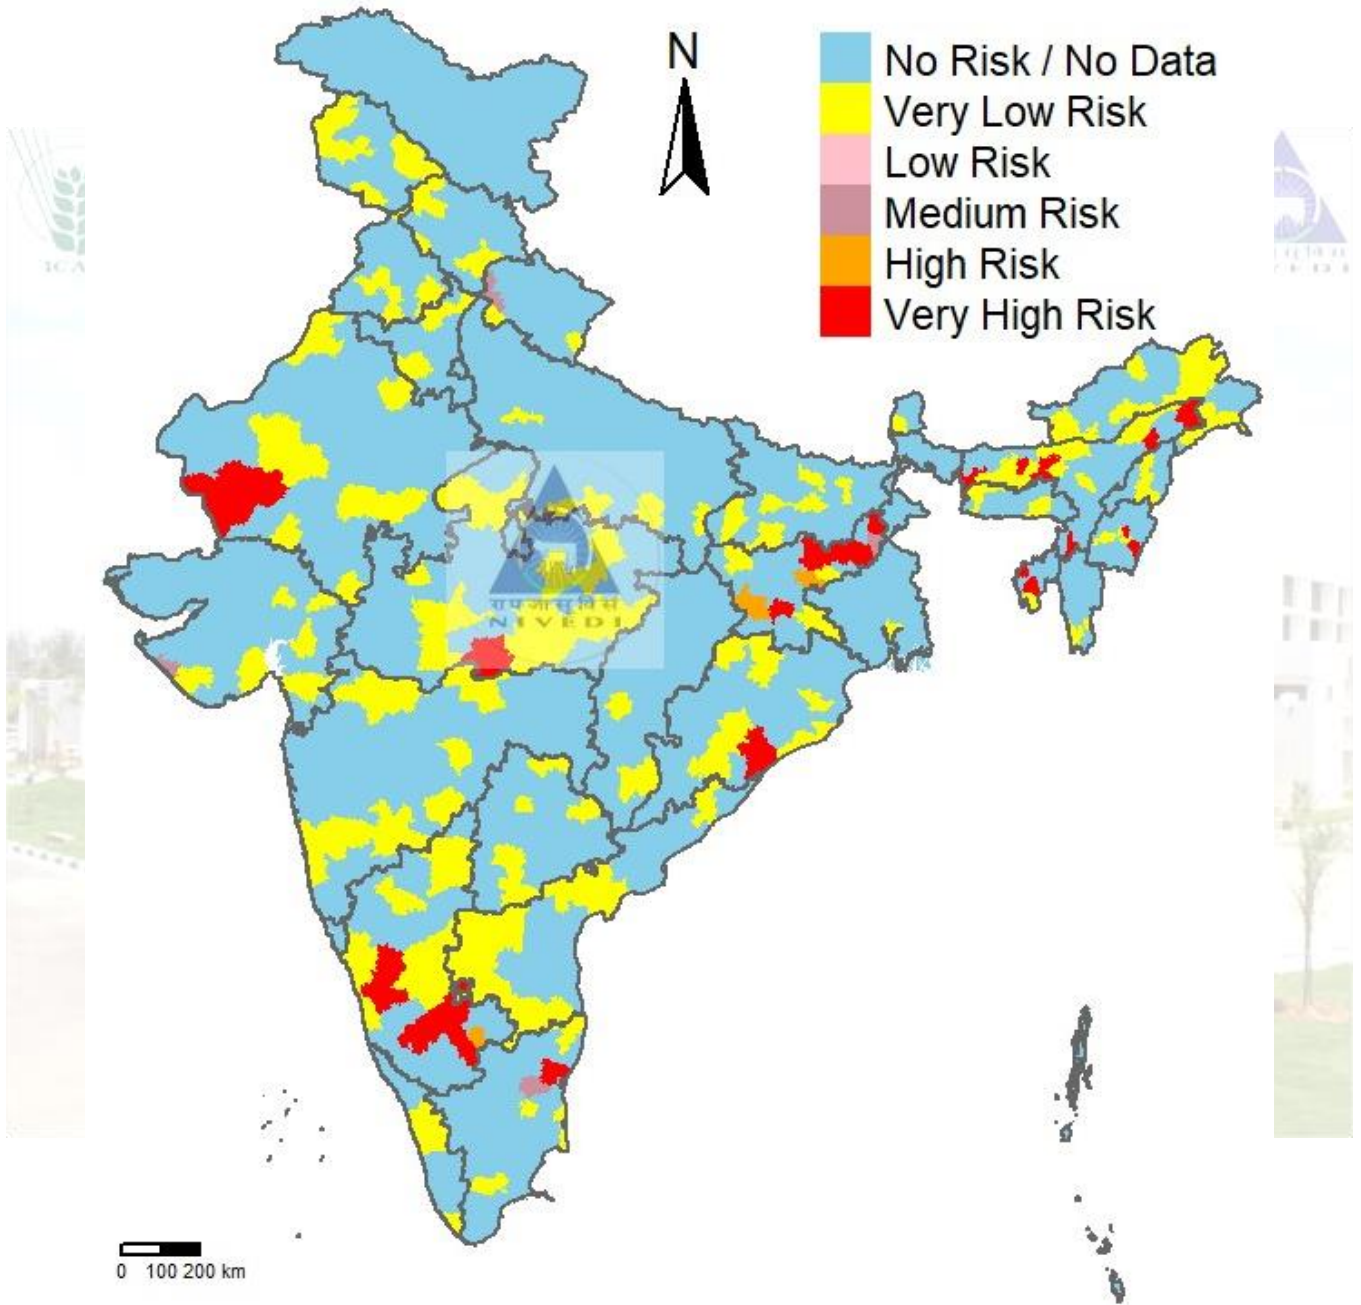 N
No Risk / No Data
Very Low Risk
Low Risk
Medium Risk
High Risk
Very High Risk
NIVEDI
0 100 200 km